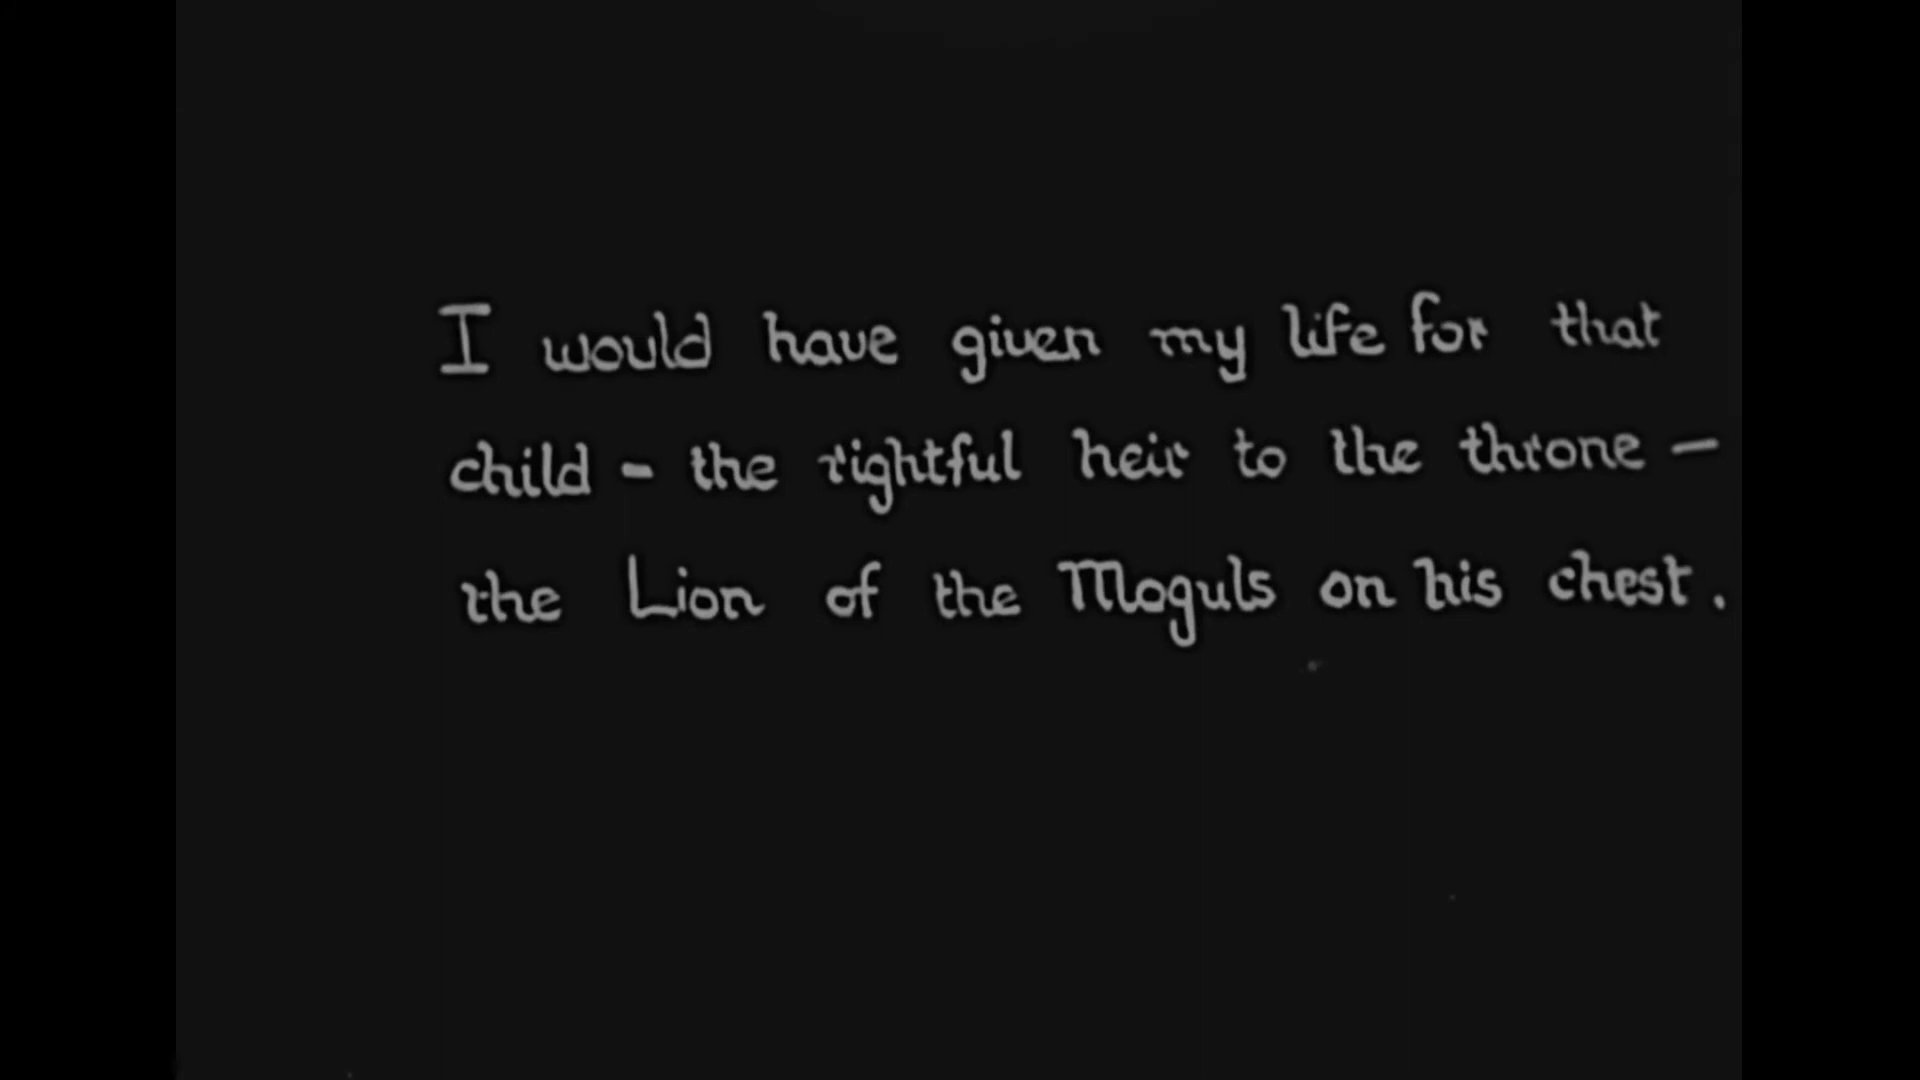 I would have given my life for that
child - the rightful heir to the throne —
the Lion of the Moguls on his chest.